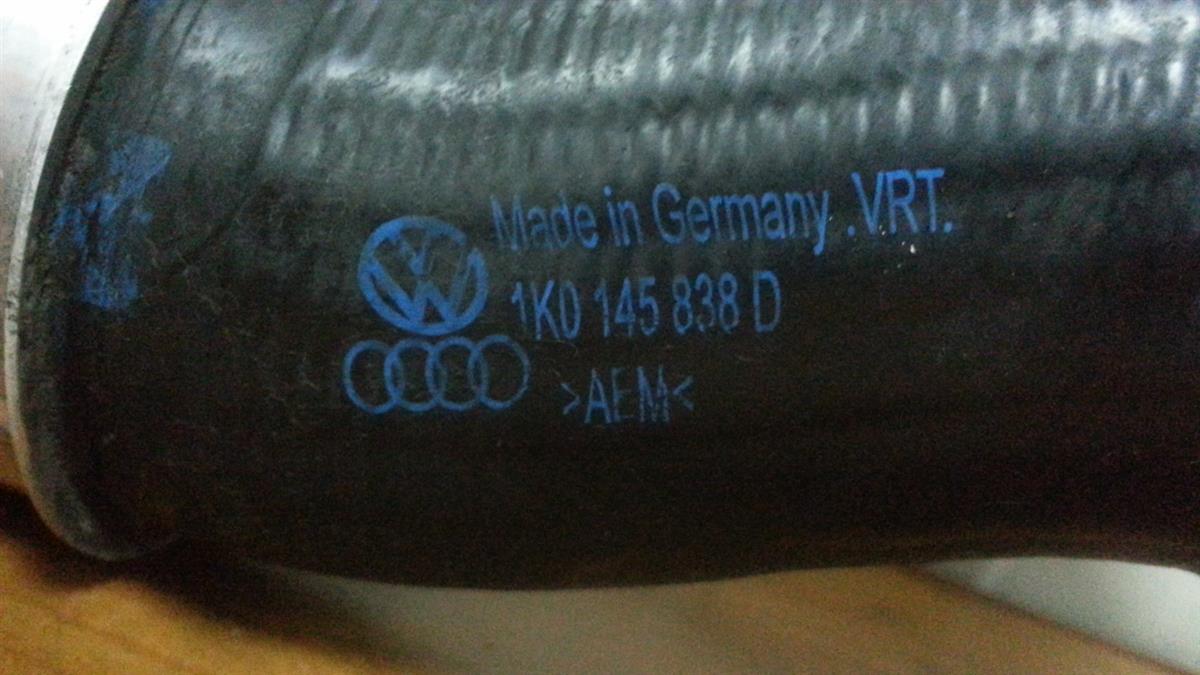 Made in Germany .VRT.
1K0 145 838 D
>AEM<